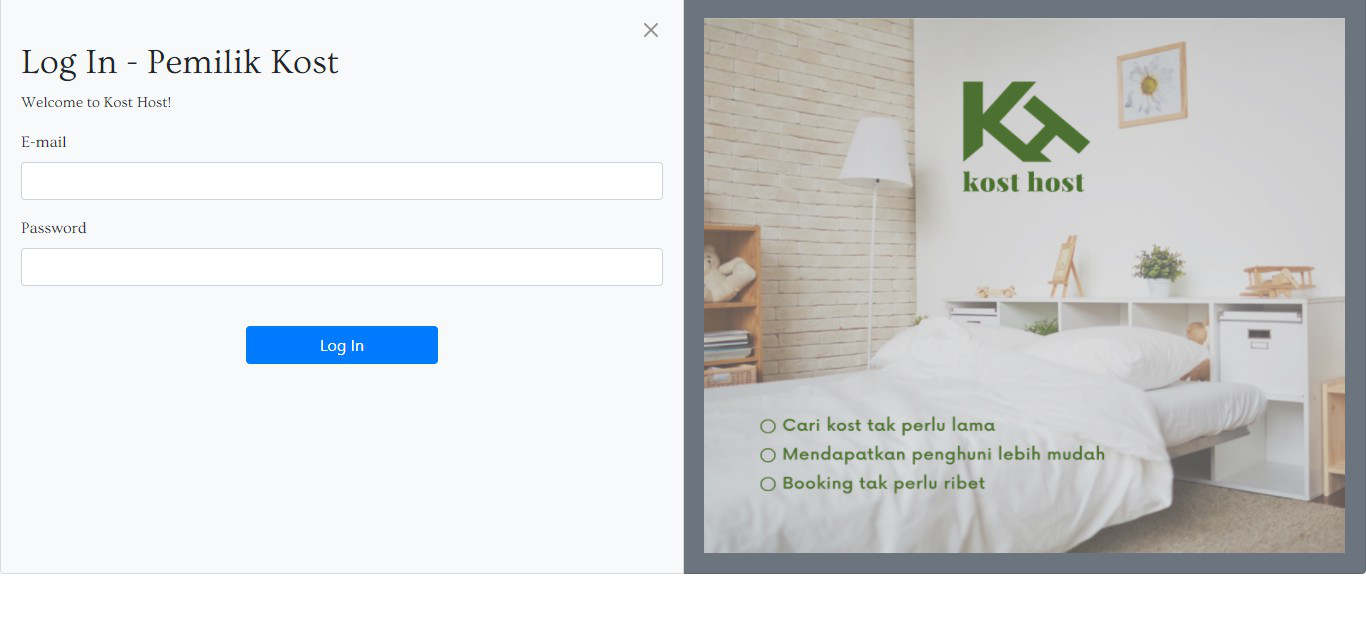 Log In - Pemilik Kost
Welcome to Kost Host!
E-mail
Password
Log In
KH
kost host
Cari kost tak perlu lama
Mendapatkan penghuni lebih mudah
Booking tak perlu ribet